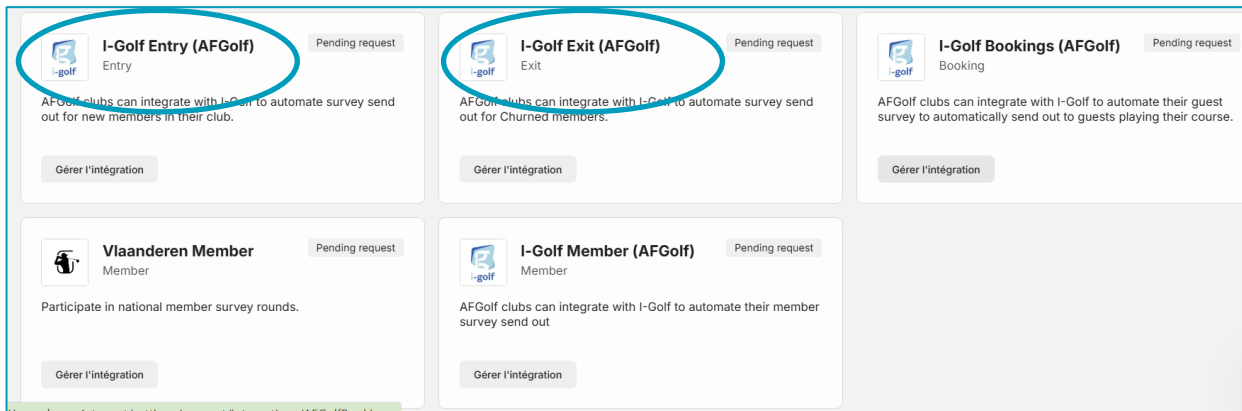 I-Golf Entry (AFGolf)
Pending request
Entry
i-golf
AFGolf clubs can integrate with I-Golf to automate survey send
out for new members in their club.
Gérer l'intégration
I-Golf Exit (AFGolf)
Pending request
Exit
i-golf
AFGolf clubs can integrate with I-Golf to automate survey send
out for Churned members.
Gérer l'intégration
I-Golf Bookings (AFGolf)
Pending request
Booking
i-golf
AFGolf clubs can integrate with I-Golf to automate their guest
survey to automatically send out to guests playing their course.
Gérer l'intégration
Vlaanderen Member
Pending request
Member
Participate in national member survey rounds.
Gérer l'intégration
I-Golf Member (AFGolf)
Pending request
Member
i-golf
AFGolf clubs can integrate with I-Golf to automate their member
survey send out
Gérer l'intégration